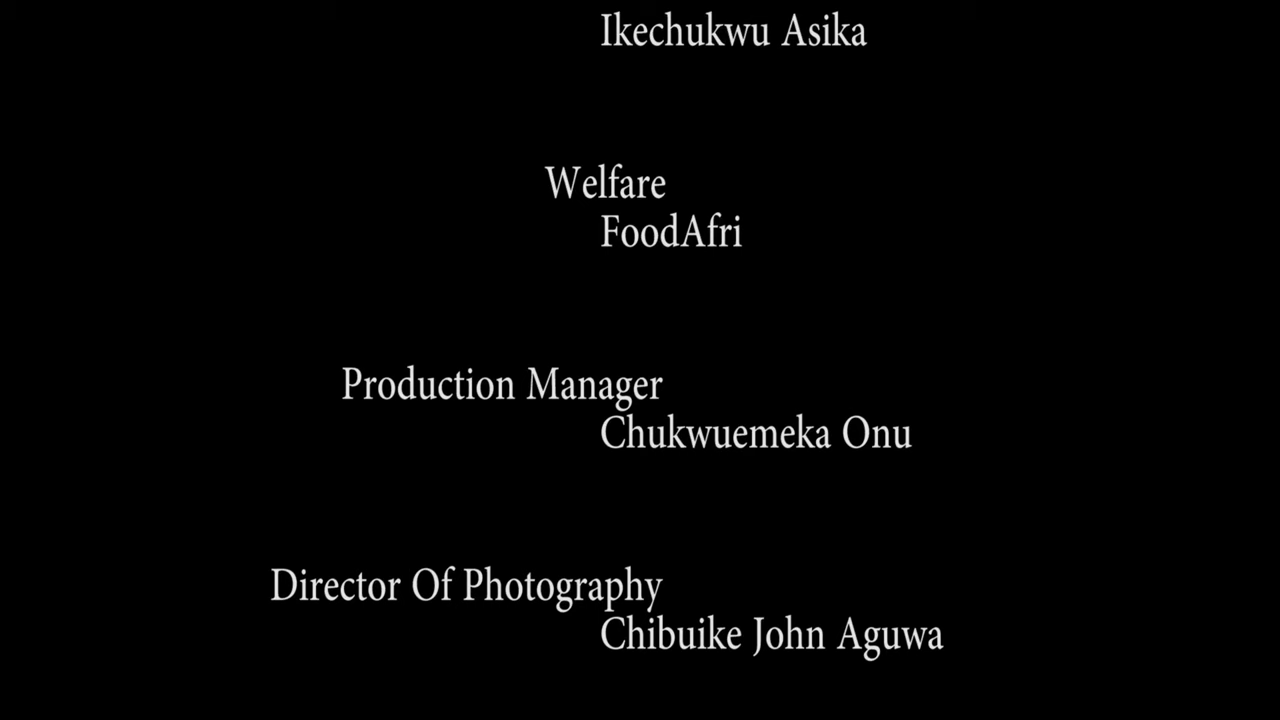 Ikechukwu Asika
Welfare
FoodAfri
Production Manager
Chukwuemeka Onu
Director Of Photography
Chibuike John Aguwa